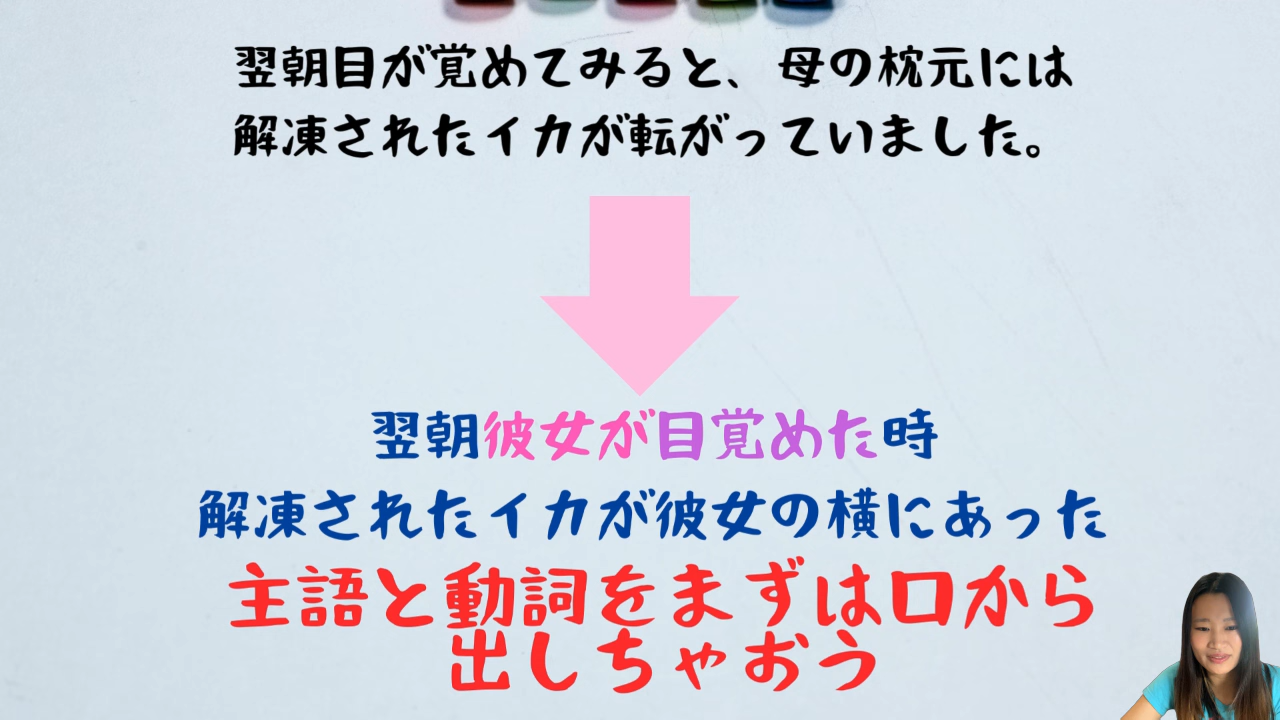 翌朝目が覚めてみると、母の枕元には
解凍されたイカが転がっていました。
翌朝彼女が目覚めた時
解凍されたイカが彼女の横にあった
主語と動詞をまずは口から
出しちゃおう